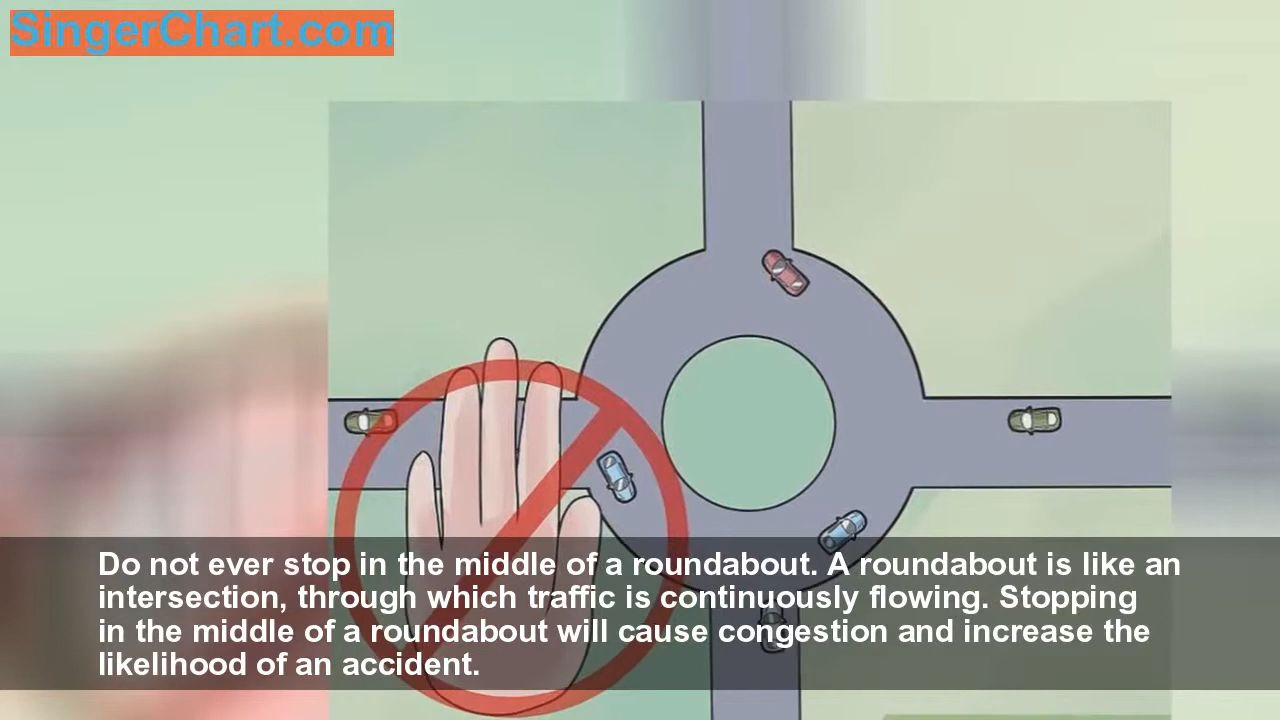 SingerChart.com
Do not ever stop in the middle of a roundabout. A roundabout is like an
intersection, through which traffic is continuously flowing. Stopping
in the middle of a roundabout will cause congestion and increase the
likelihood of an accident.